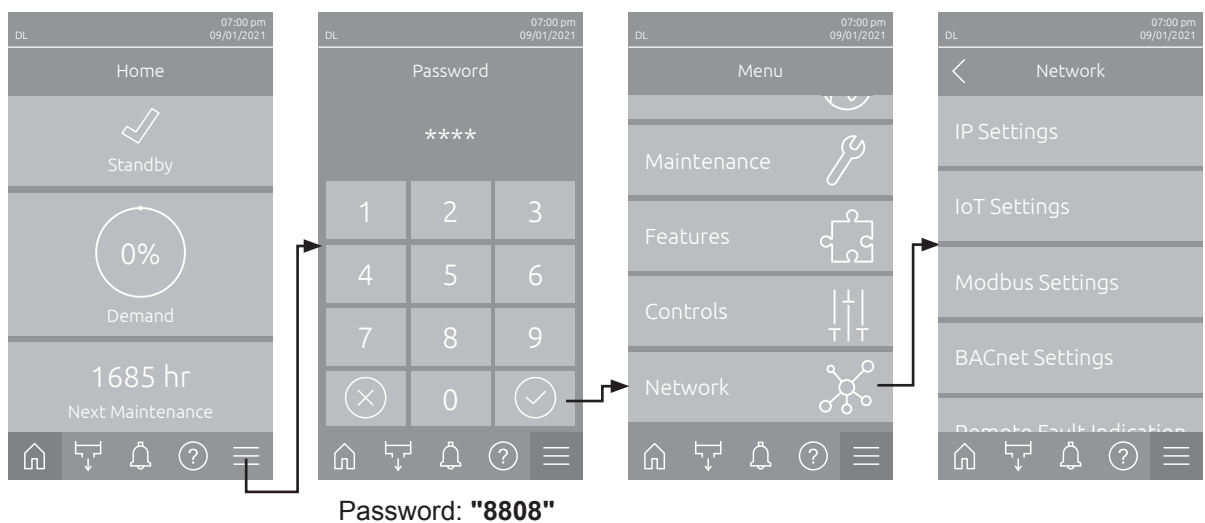 07:00 pm
DL 09/01/2021
Home
Standby
0%
Demand
1685 hr
Next Maintenance
?
07:00 pm
DL 09/01/2021
Password
****
1 2 3
4 5 6
7 8 9
0
?
Password: "8808"
07:00 pm
DL 09/01/2021
Menu
Maintenance
Features
Controls
Network
?
07:00 pm
DL 09/01/2021
Network
IP Settings
IoT Settings
Modbus Settings
BACnet Settings
Remote Fault Indication
?